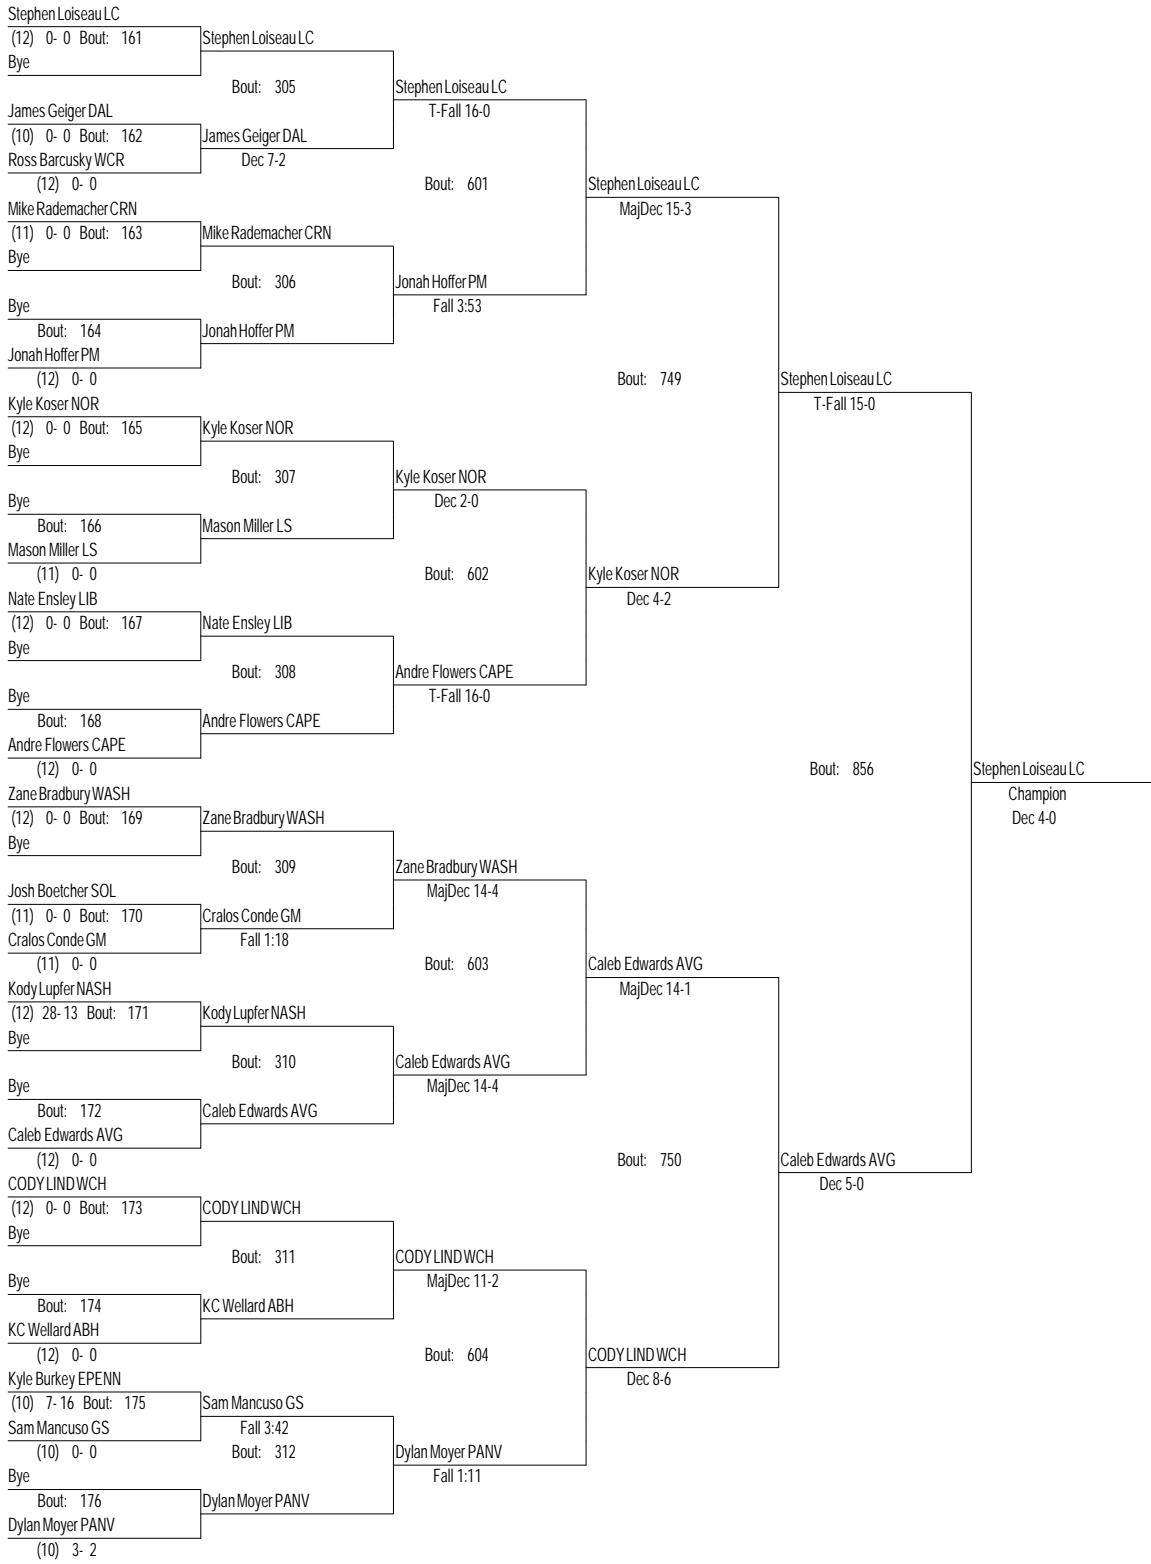 Stephen Loiseau LC
(12) 0- 0 Bout: 161
Bye
Stephen Loiseau LC
Bout: 305
James Geiger DAL
(10) 0- 0 Bout: 162
Ross Barcusky WCR
(12) 0- 0
James Geiger DAL
Dec 7-2
Stephen Loiseau LC
T-Fall 16-0
Bout: 601
Mike Rademacher CRN
(11) 0- 0 Bout: 163
Bye
Mike Rademacher CRN
Bout: 306
Bye
Bout: 164
Jonah Hoffer PM
(12) 0- 0
Jonah Hoffer PM
Jonah Hoffer PM
Fall 3:53
Stephen Loiseau LC
MajDec 15-3
Bout: 749
Kyle Koser NOR
(12) 0- 0 Bout: 165
Bye
Kyle Koser NOR
Bout: 307
Bye
Bout: 166
Mason Miller LS
(11) 0- 0
Mason Miller LS
Kyle Koser NOR
Dec 2-0
Bout: 602
Nate Ensley LIB
(12) 0- 0 Bout: 167
Bye
Nate Ensley LIB
Bout: 308
Bye
Bout: 168
Andre Flowers CAPE
(12) 0- 0
Andre Flowers CAPE
Andre Flowers CAPE
T-Fall 16-0
Kyle Koser NOR
Dec 4-2
Stephen Loiseau LC
T-Fall 15-0
Bout: 856
Stephen Loiseau LC
Champion
Dec 4-0
Zane Bradbury WASH
(12) 0- 0 Bout: 169
Bye
Zane Bradbury WASH
Bout: 309
Josh Boetcher SOL
(11) 0- 0 Bout: 170
Cralos Conde GM
(11) 0- 0
Cralos Conde GM
Fall 1:18
Zane Bradbury WASH
MajDec 14-4
Bout: 603
Kody Lupfer NASH
(12) 28- 13 Bout: 171
Bye
Kody Lupfer NASH
Bout: 310
Bye
Bout: 172
Caleb Edwards AVG
(12) 0- 0
Caleb Edwards AVG
Caleb Edwards AVG
MajDec 14-4
Caleb Edwards AVG
MajDec 14-1
Bout: 750
Caleb Edwards AVG
Dec 5-0
CODY LIND WCH
(12) 0- 0 Bout: 173
Bye
CODY LIND WCH
Bout: 311
Bye
Bout: 174
KC Wellard ABH
(12) 0- 0
KC Wellard ABH
CODY LIND WCH
MajDec 11-2
Bout: 604
CODY LIND WCH
Dec 8-6
Kyle Burkey EPENN
(10) 7- 16 Bout: 175
Sam Mancuso GS
(10) 0- 0
Sam Mancuso GS
Fall 3:42
Bout: 312
Bye
Bout: 176
Dylan Moyer PANV
(10) 3- 2
Dylan Moyer PANV
Dylan Moyer PANV
Fall 1:11